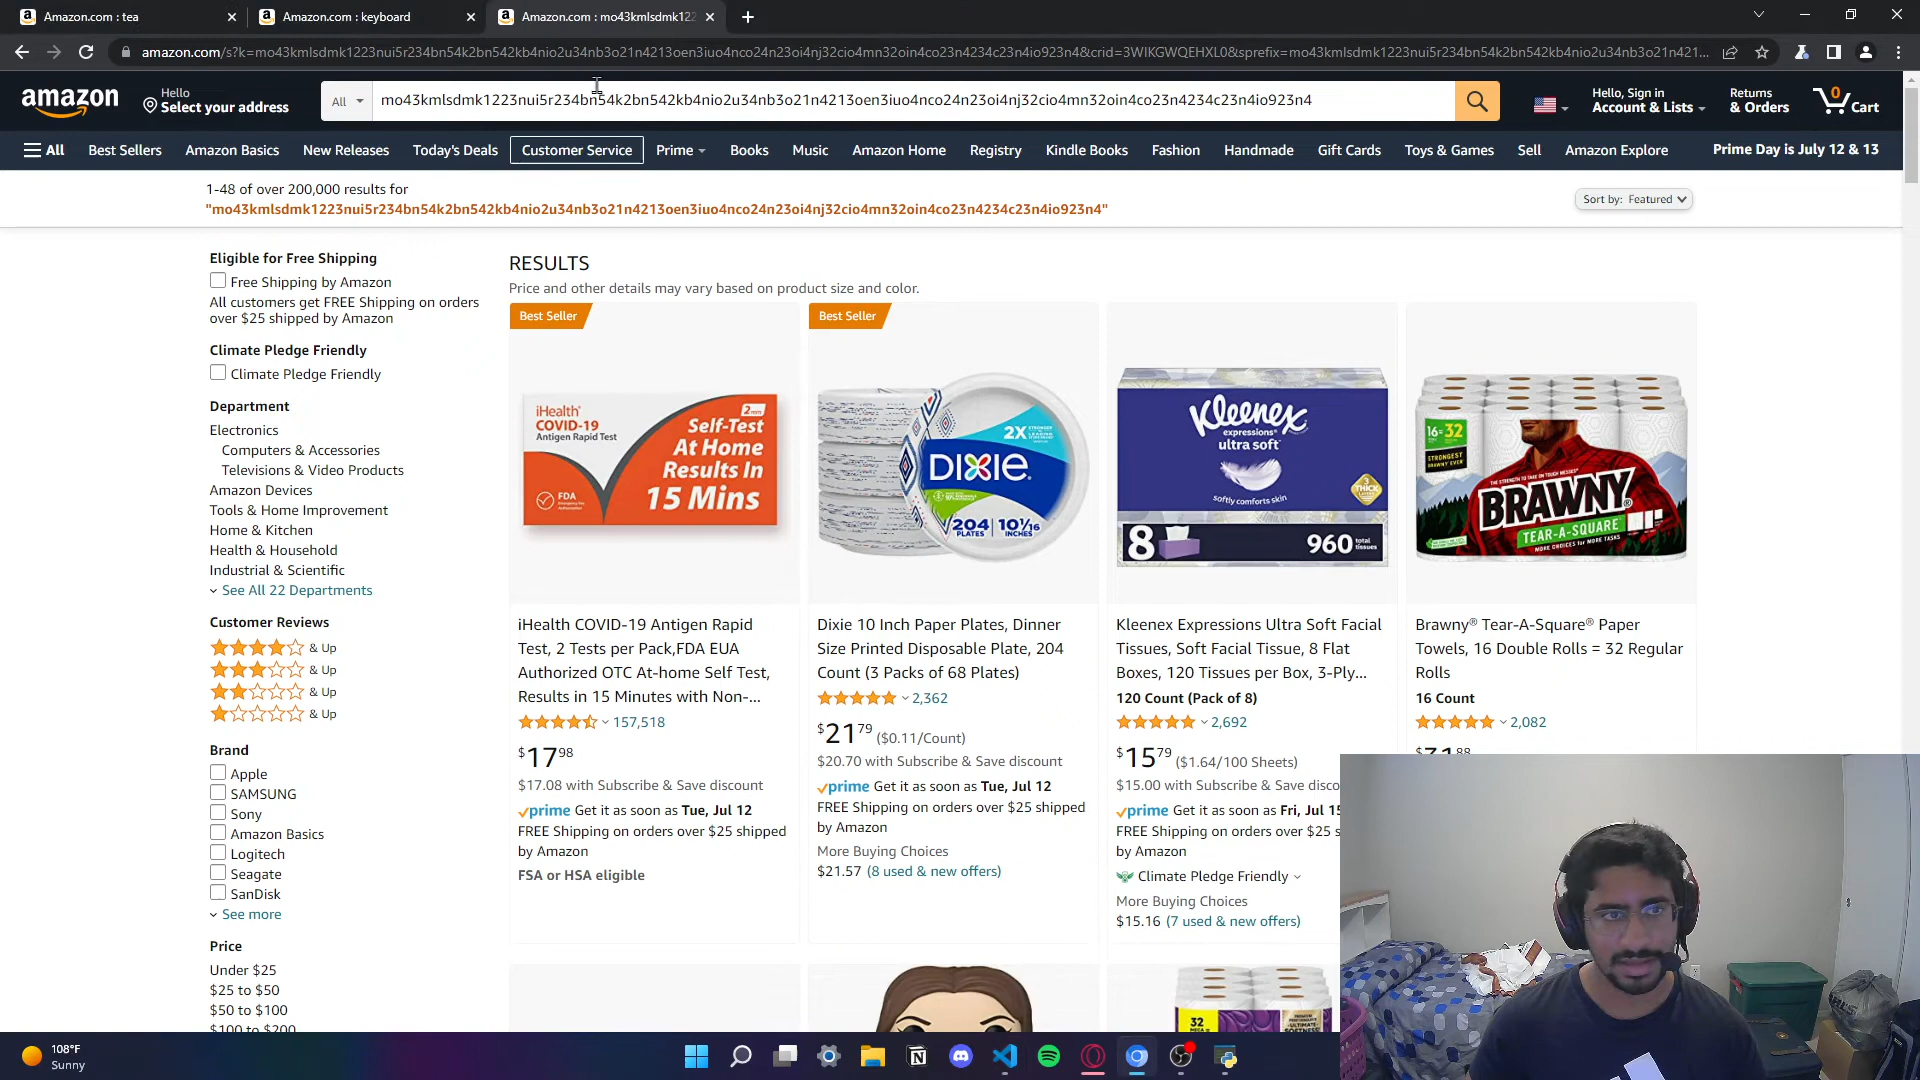 Amazon.com : tea
Amazon.com : keyboard
Amazon.com : mo43kmlsdmk122
amazon.com/s?k=mo43kmlsdmk1223nui5r234bn54k2bn542kb4nio2u34nb3o21n4213oen3iuo4nco24n23oi4nj32cio4mn32oin4co23n4234c23n4io923n4&crid=3WIKGWQEHXL0&sprefix=mo43kmlsdmk1223nui5r234bn54k2bn542kb4nio2u34nb3o21n421...
amazon
Hello
Select your address
All
mo43kmlsdmk1223nui5r234bn54k2bn542kb4nio2u34nb3o21n4213oen3iuo4nco24n23oi4nj32cio4mn32oin4co23n4234c23n4io923n4
Hello, Sign in
Account & Lists
Returns
& Orders
0
Cart
All
Best Sellers
Amazon Basics
New Releases
Today's Deals
Customer Service
Prime
Books
Music
Amazon Home
Registry
Kindle Books
Fashion
Handmade
Gift Cards
Toys & Games
Sell
Amazon Explore
Prime Day is July 12 & 13
1-48 of over 200,000 results for
"mo43kmlsdmk1223nui5r234bn54k2bn542kb4nio2u34nb3o21n4213oen3iuo4nco24n23oi4nj32cio4mn32oin4co23n4234c23n4io923n4"
Sort by: Featured
Eligible for Free Shipping
Free Shipping by Amazon
All customers get FREE Shipping on orders
over $25 shipped by Amazon
Climate Pledge Friendly
Climate Pledge Friendly
Department
Electronics
Computers & Accessories
Televisions & Video Products
Amazon Devices
Tools & Home Improvement
Home & Kitchen
Health & Household
Industrial & Scientific
See All 22 Departments
Customer Reviews
& Up
& Up
& Up
& Up
Brand
Apple
SAMSUNG
Sony
Amazon Basics
Logitech
Seagate
SanDisk
See more
Price
Under $25
$25 to $50
$50 to $100
$100 to $200
RESULTS
Price and other details may vary based on product size and color.
Best Seller
iHealth
COVID-19
Antigen Rapid Test
2 TESTS
Self-Test
At Home
Results In
15 Mins
FDA
iHealth COVID-19 Antigen Rapid
Test, 2 Tests per Pack,FDA EUA
Authorized OTC At-home Self Test,
Results in 15 Minutes with Non-...
157,518
$1798
$17.08 with Subscribe & Save discount
prime Get it as soon as Tue, Jul 12
FREE Shipping on orders over $25 shipped
by Amazon
FSA or HSA eligible
Best Seller
2X STRONGER
DIXIE
204 PLATES
10 1/16 INCHES
Dixie 10 Inch Paper Plates, Dinner
Size Printed Disposable Plate, 204
Count (3 Packs of 68 Plates)
2,362
$2179 ($0.11/Count)
$20.70 with Subscribe & Save discount
prime Get it as soon as Tue, Jul 12
FREE Shipping on orders over $25 shipped
by Amazon
More Buying Choices
$21.57 (8 used & new offers)
Kleenex
expressions
ultra soft
softly comforts skin
3
THICK
LAYERS
8
960 total tissues
Kleenex Expressions Ultra Soft Facial
Tissues, Soft Facial Tissue, 8 Flat
Boxes, 120 Tissues per Box, 3-Ply...
120 Count (Pack of 8)
2,692
$1579 ($1.64/100 Sheets)
$15.00 with Subscribe & Save disco
prime Get it as soon as Fri, Jul 15
FREE Shipping on orders over $25 s
by Amazon
Climate Pledge Friendly
More Buying Choices
$15.16 (7 used & new offers)
16=32
STRONGEST
BRAWNY EVER
THE STRENGTH TO TAKE ON TOUGH MESSES
BRAWNY
TEAR-A-SQUARE
MORE CHOICES for MORE TASKS
Brawny® Tear-A-Square® Paper
Towels, 16 Double Rolls = 32 Regular
Rolls
16 Count
2,082
$3188
32
MEGA
108°F
Sunny